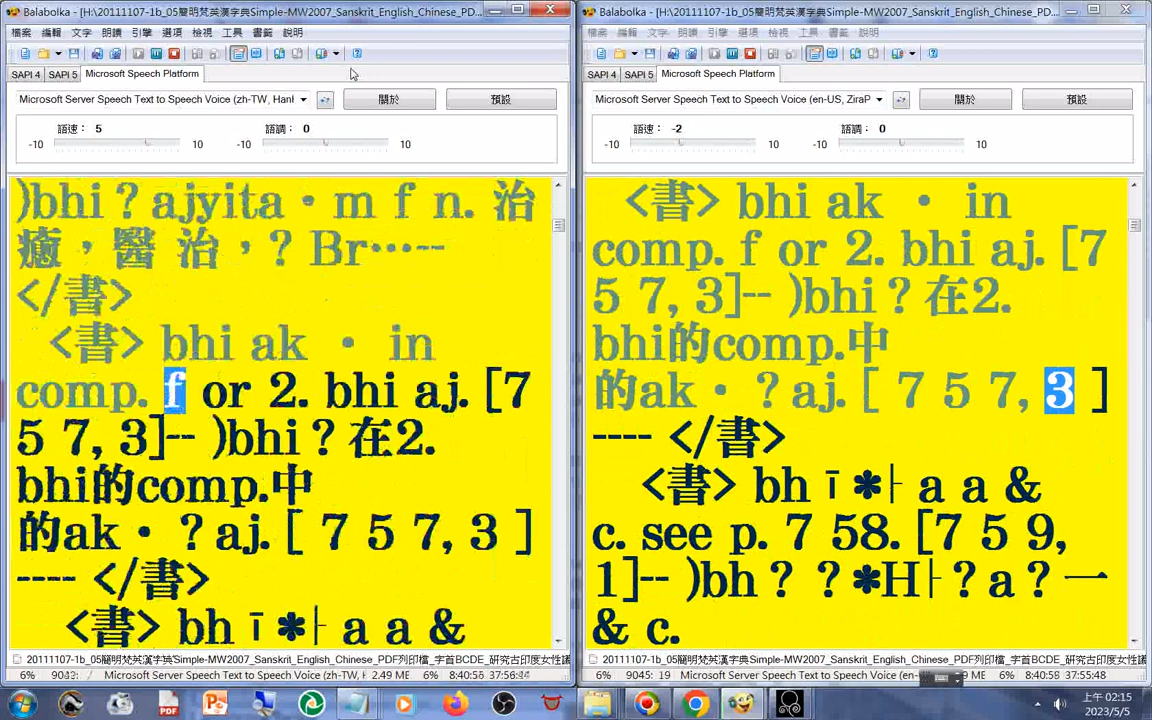 Balabolka - [H:\20111107-1b_05簡明梵英漢字典Simple-MW2007_Sanskrit_English_Chinese_PD...
檔案 編輯 文字 朗讀 引擎 選項 檢視 工具 書籤 說明
SAPI 4 SAPI 5 Microsoft Speech Platform
Microsoft Server Speech Text to Speech Voice (zh-TW, Hanl 關於 預設
語速： 5 語調： 0
-10 10 -10 10
)bhi？ajyita・m f n. 治
癒，醫 治，? Br…--
</書>
<書> bhi ak ・ in
comp. f or 2. bhi aj. [7
5 7, 3]-- )bhi？在2.
bhi的comp.中
的ak・ ？aj. [ 7 5 7, 3 ]
---- </書>
<書> bh ī✽├ a a &
20111107-1b_05簡明梵英漢字典Simple-MW2007_Sanskrit_English_Chinese_PDF列印檔_字首BCDE_研究古印度女性議
6% 2.49 MB 6% 8:40:56 37:56:44
Balabolka - [H:\20111107-1b_05簡明梵英漢字典Simple-MW2007_Sanskrit_English_Chinese_PD...
檔案 編輯 文字 朗讀 引擎 選項 檢視 工具 書籤 說明
SAPI 4 SAPI 5 Microsoft Speech Platform
Microsoft Server Speech Text to Speech Voice (en-US, ZiraP 關於 預設
語速： -2 語調： 0
-10 10 -10 10
<書> bhi ak ・ in
comp. f or 2. bhi aj. [7
5 7, 3]-- )bhi？在2.
bhi的comp.中
的ak・ ？aj. [ 7 5 7, 3 ]
---- </書>
<書> bh ī✽├ a a &
c. see p. 7 58. [7 5 9,
1]-- )bh？？✽H├？a？一
& c.
20111107-1b_05簡明梵英漢字典Simple-MW2007_Sanskrit_English_Chinese_PDF列印檔_字首BCDE_研究古印度女性議
6% 9045: 19 Microsoft Server Speech Text to Speech Voice (en-US, 6% 8:40:59 37:55:48
上午 02:15
2023/5/5